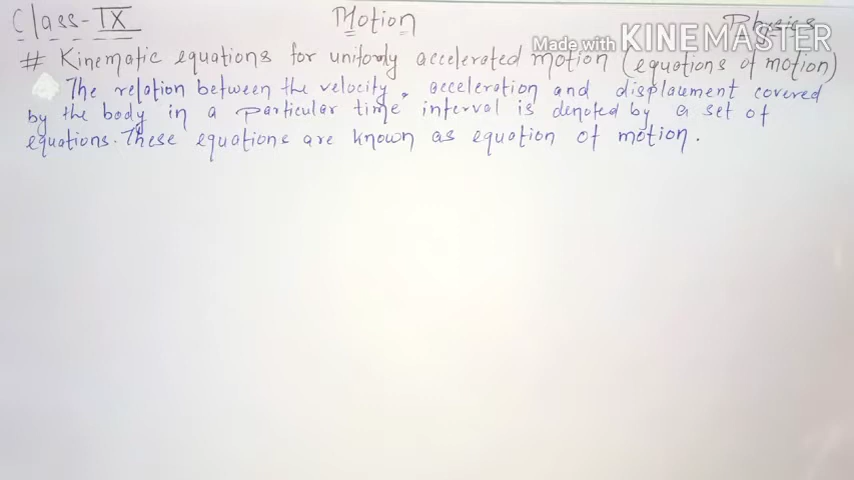 Class-IX Motion Physics
Made with KINEMASTER
# Kinematic equations for uniformly accelerated motion (equations of motion)
The relation between the velocity, acceleration and displacement covered
by the body in a particular time interval is denoted by a set of
equations. These equations are known as equation of motion.